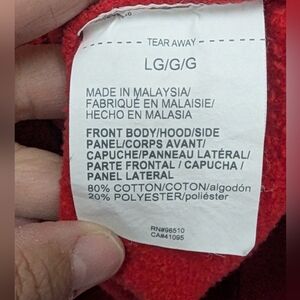 TEAR AWAY
LG/G/G
MADE IN MALAYSIA/
FABRIQUÉ EN MALAISIE/
HECHO EN MALASIA
FRONT BODY/HOOD/SIDE
PANEL/CORPS AVANT/
CAPUCHE/PANNEAU LATÉRAL/
PARTE FRONTAL / CAPUCHA /
PANEL LATERAL
80% COTTON/COTON/algodón
20% POLYESTER/poliéster
RN#96510
CA#41095